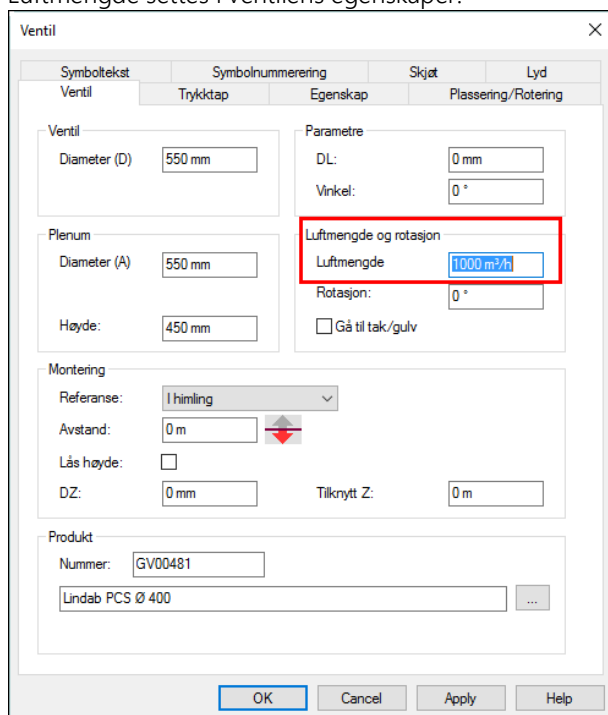 Luftmengde settes i ventilens egenskaper.
Ventil
Symboltekst Symbolnummerering Skjøt Lyd
Ventil Trykktap Egenskap Plassering/Rotering
Ventil
Diameter (D) 550 mm
Parametre
DL: 0 mm
Vinkel: 0 °
Plenum
Diameter (A) 550 mm
Høyde: 450 mm
Luftmengde og rotasjon
Luftmengde 1000 m³/h
Rotasjon: 0 °
Gå til tak/gulv
Montering
Referanse: I himling
Avstand: 0 m
Lås høyde:
DZ: 0 mm Tilknytt Z: 0 m
Produkt
Nummer: GV00481
Lindab PCS Ø 400 ...
OK Cancel Apply Help